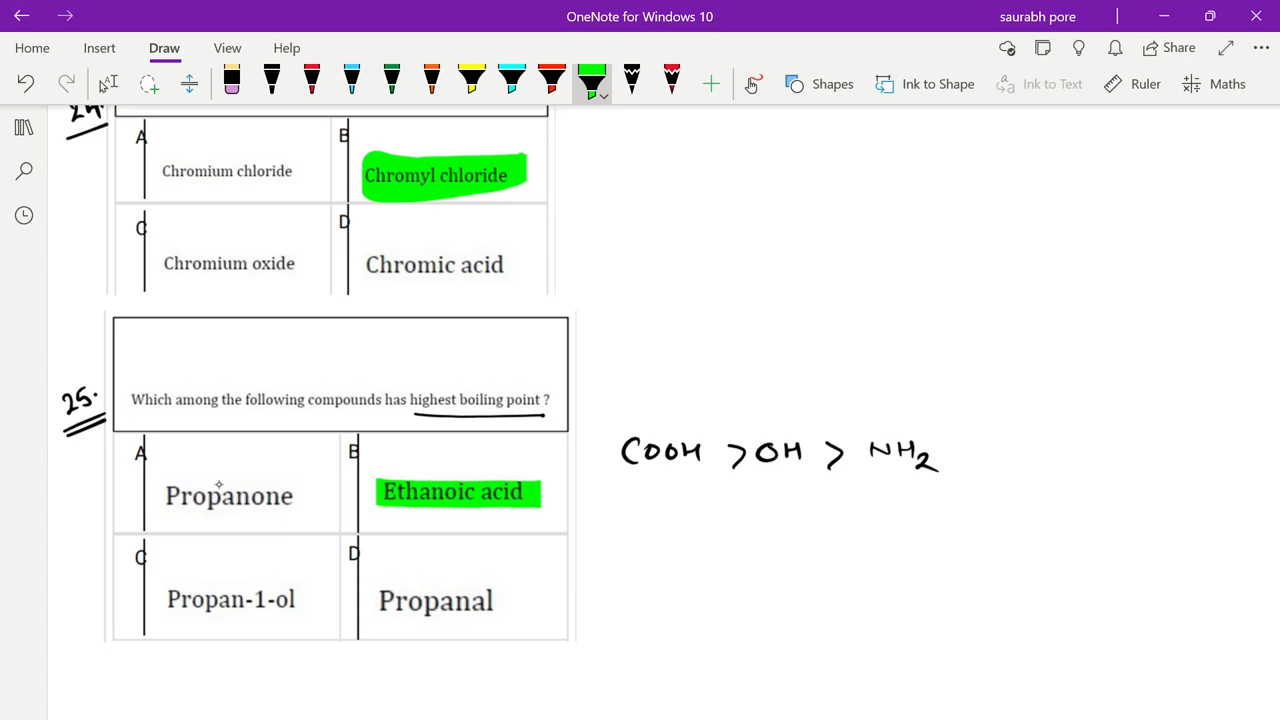 OneNote for Windows 10
saurabh pore
Home Insert Draw View Help
Share
Shapes Ink to Shape Ink to Text Ruler Maths
24.
A
Chromium chloride
B
Chromyl chloride
C
Chromium oxide
D
Chromic acid
25.
Which among the following compounds has highest boiling point ?
A
Propanone
B
Ethanoic acid
C
Propan-1-ol
D
Propanal
COOH > OH > NH2